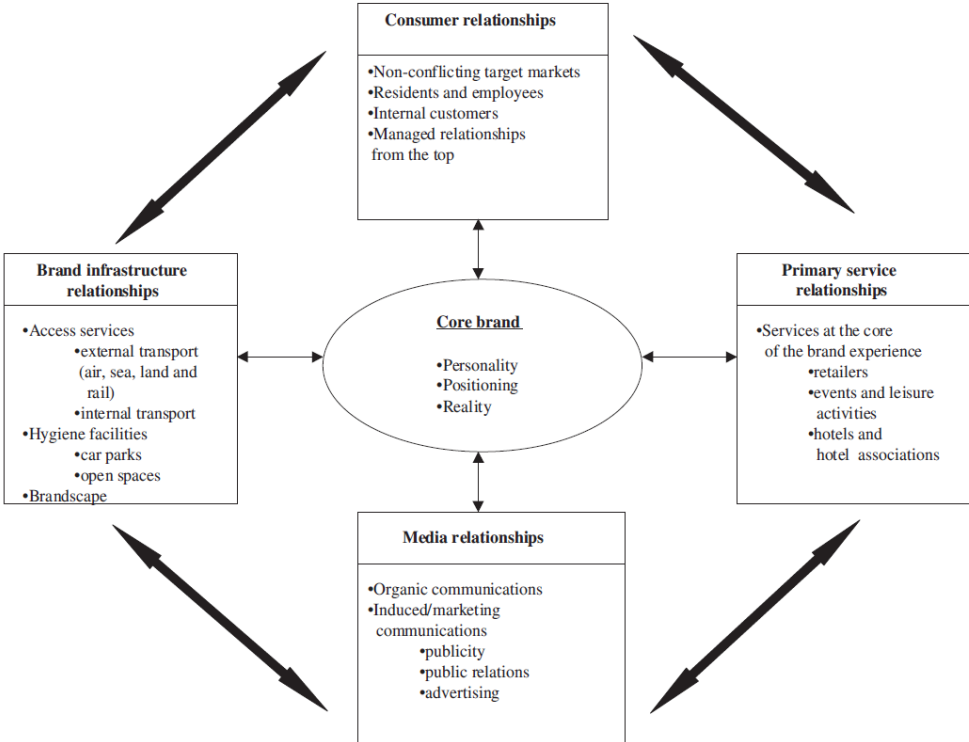 Consumer relationships
•Non-conflicting target markets
•Residents and employees
•Internal customers
•Managed relationships
from the top
Brand infrastructure
relationships
•Access services
•external transport
(air, sea, land and
rail)
•internal transport
•Hygiene facilities
•car parks
•open spaces
•Brandscape
Core brand
•Personality
•Positioning
•Reality
Primary service
relationships
•Services at the core
of the brand experience
•retailers
•events and leisure
activities
•hotels and
hotel associations
Media relationships
•Organic communications
•Induced/marketing
communications
•publicity
•public relations
•advertising